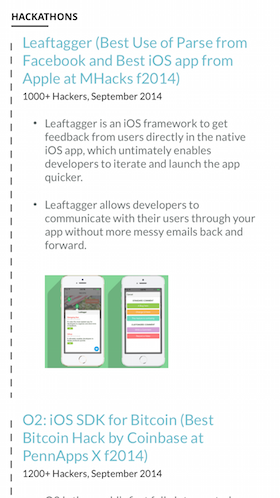 HACKATHONS
Leaftagger (Best Use of Parse from
Facebook and Best iOS app from
Apple at MHacks f2014)
1000+ Hackers, September 2014
• Leaftagger is an iOS framework to get
feedback from users directly in the native
iOS app, which untimately enables
developers to iterate and launch the app
quicker.
• Leaftagger allows developers to
communicate with their users through your
app without more messy emails back and
forward.
O2: iOS SDK for Bitcoin (Best
Bitcoin Hack by Coinbase at
PennApps X f2014)
1200+ Hackers, September 2014